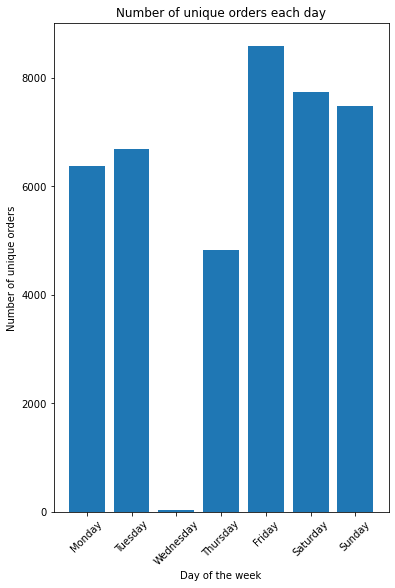 Number of unique orders each day
Number of unique orders
8000
6000
4000
2000
0
Monday
Tuesday
Wednesday
Thursday
Friday
Saturday
Sunday
Day of the week